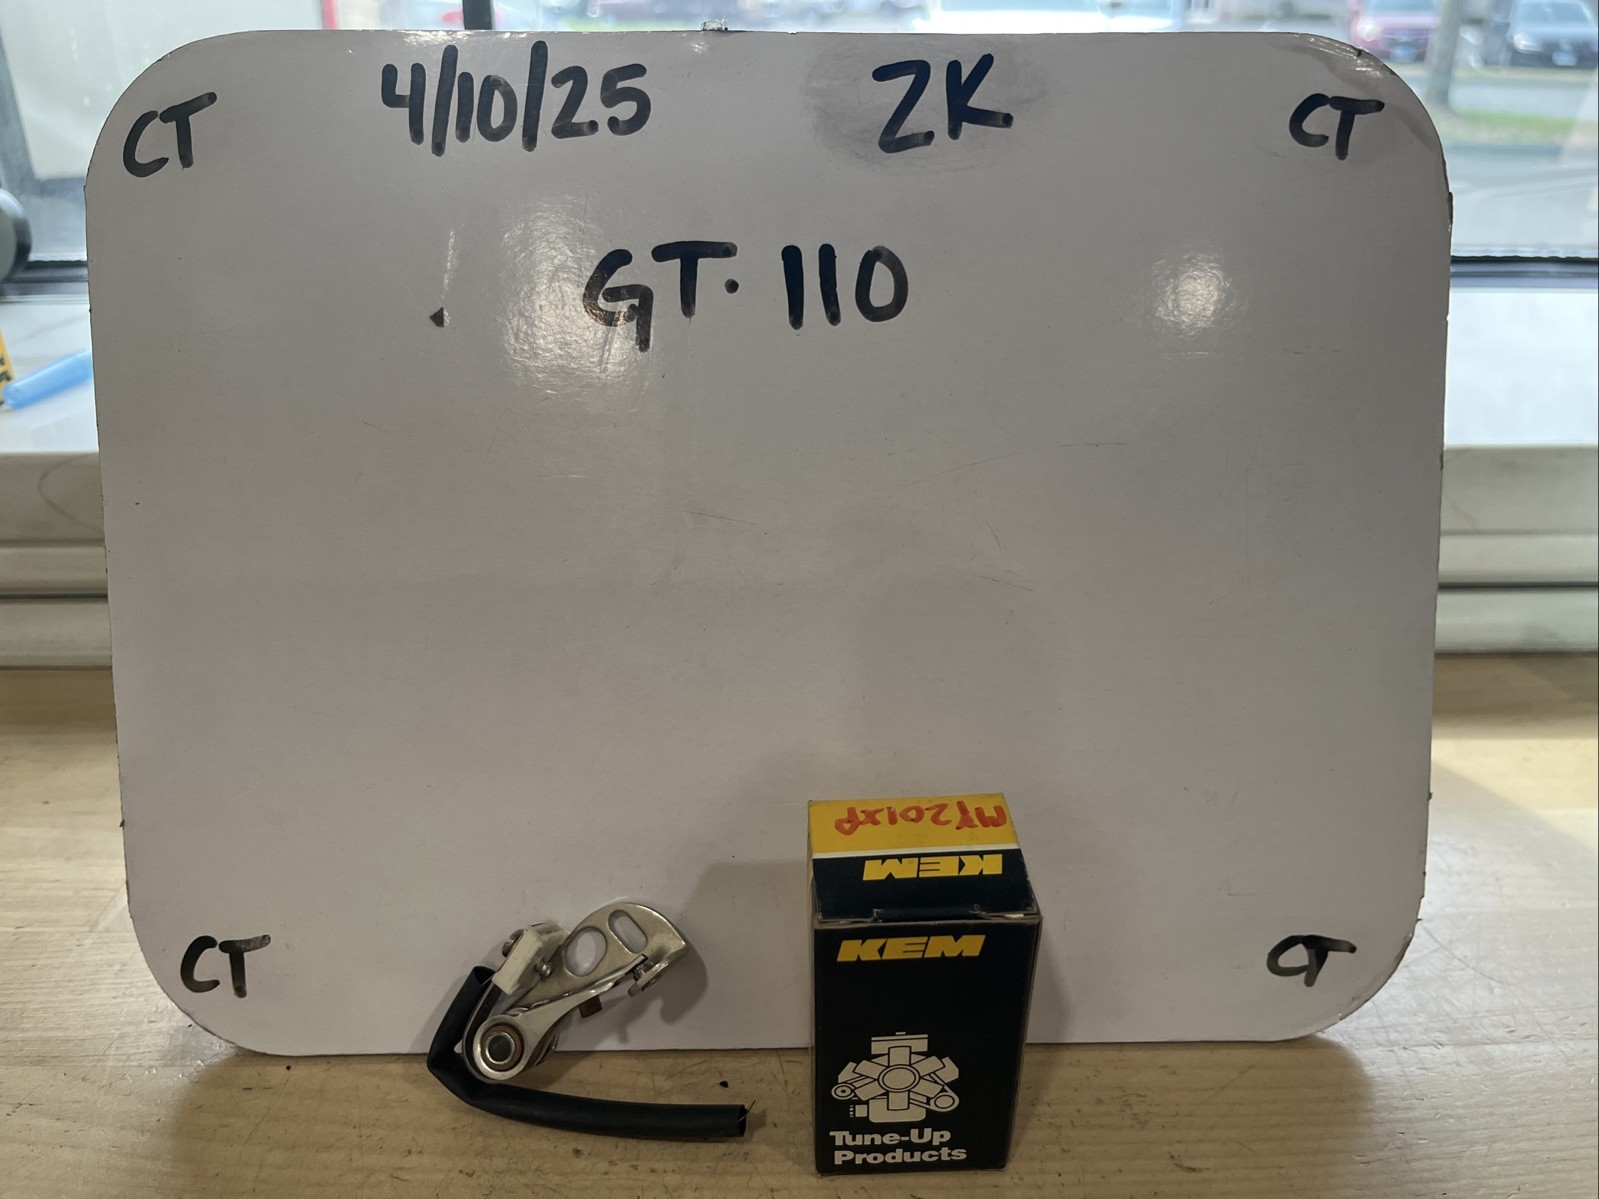 CT 4/10/25 ZK CT
GT. 110
MY201XP
KEM
KEM
Tune-Up
Products
CT CT